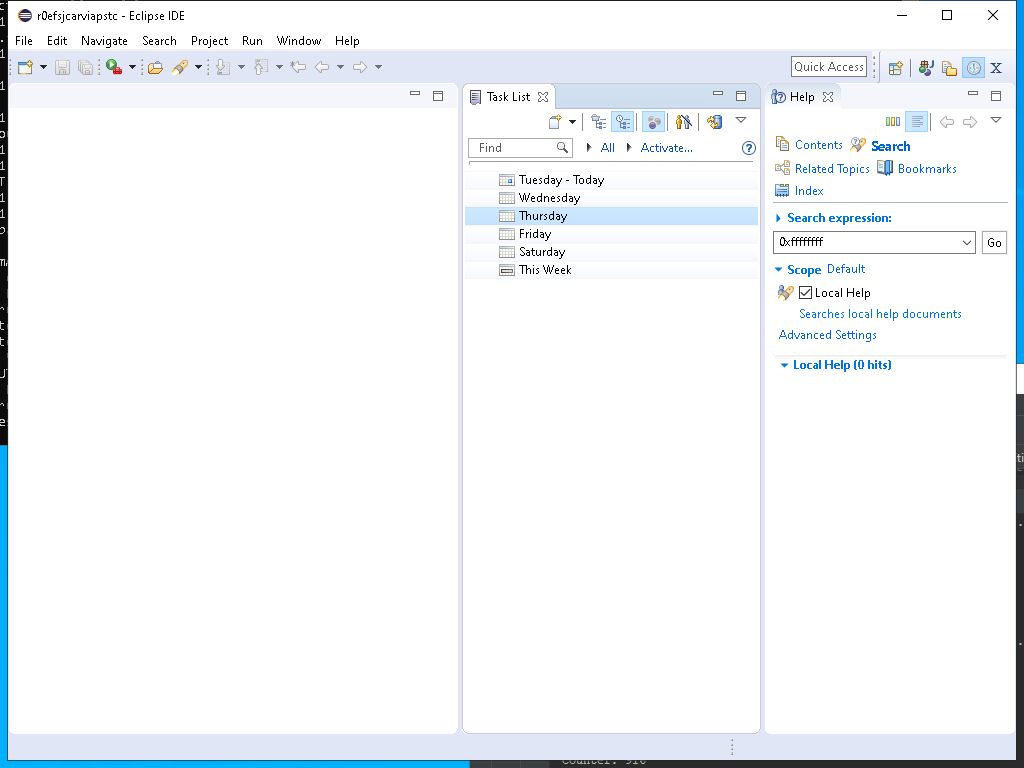 r0efsjcarviapstc - Eclipse IDE
File Edit Navigate Search Project Run Window Help
Quick Access
Task List
Help
Find
All
Activate...
Contents
Search
Related Topics
Bookmarks
Index
Tuesday - Today
Wednesday
Thursday
Friday
Saturday
This Week
Search expression:
0xffffffff
Go
Scope Default
Local Help
Searches local help documents
Advanced Settings
Local Help (0 hits)